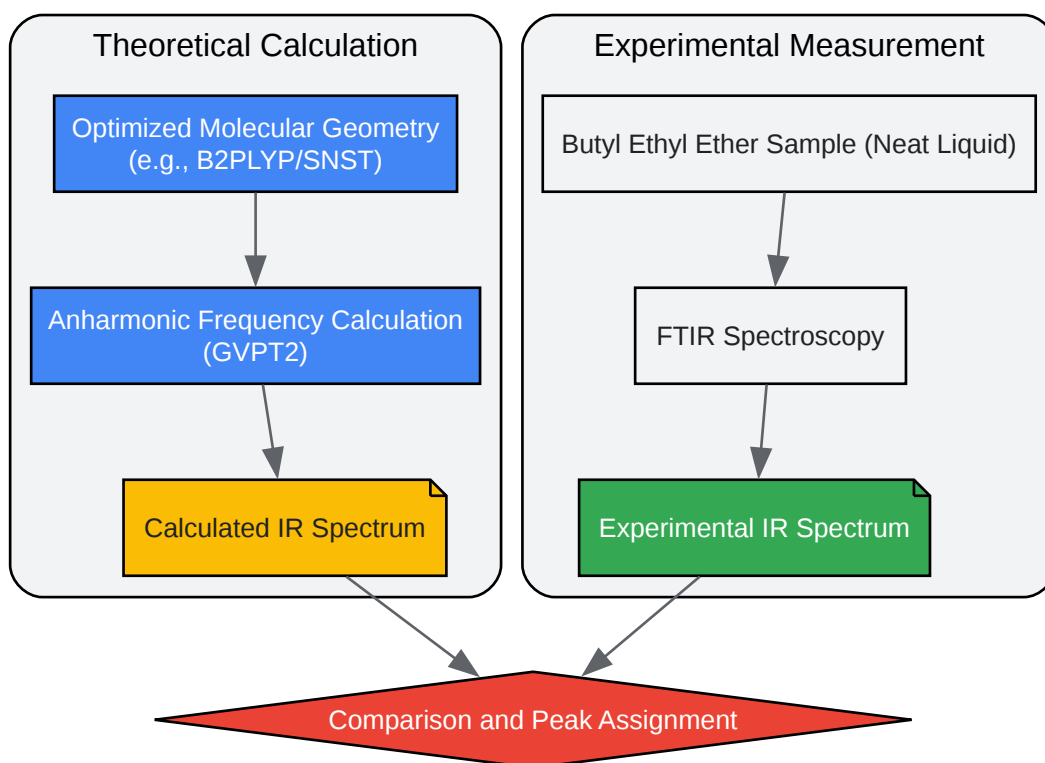 Theoretical Calculation
Optimized Molecular Geometry
(e.g., B2PLYP/SNST)
Anharmonic Frequency Calculation
(GVPT2)
Calculated IR Spectrum
Experimental Measurement
Butyl Ethyl Ether Sample (Neat Liquid)
FTIR Spectroscopy
Experimental IR Spectrum
Comparison and Peak Assignment